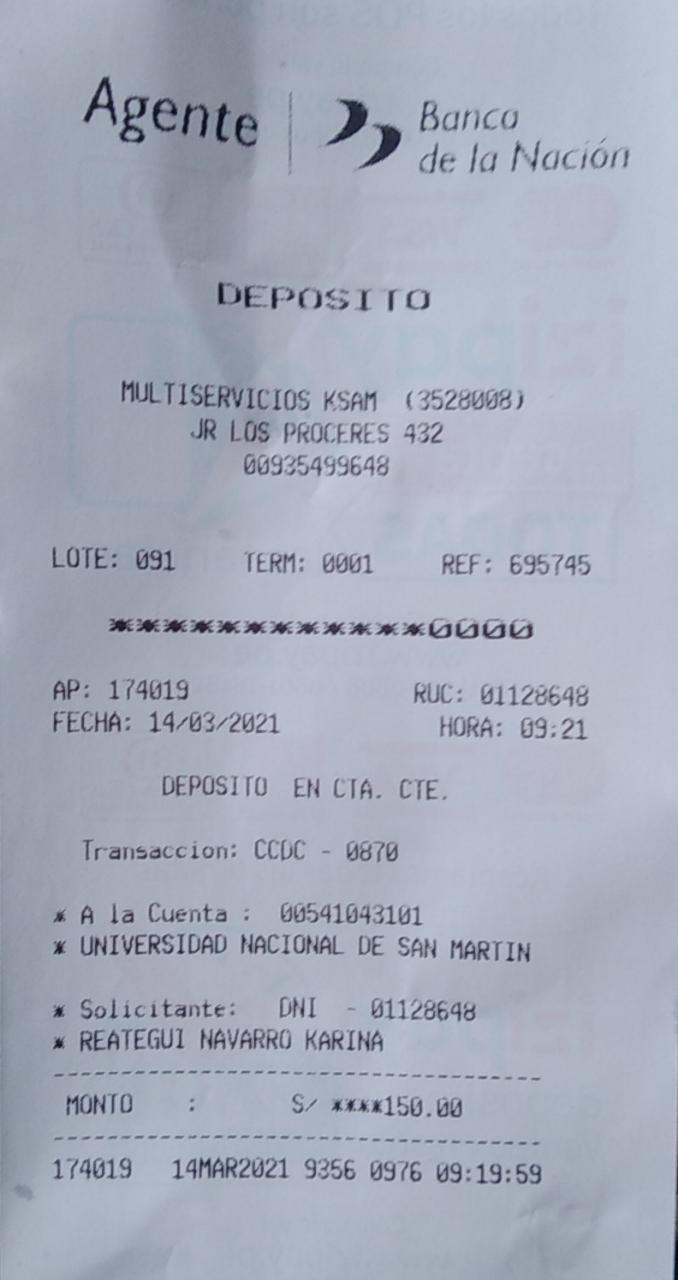 Agente
Banco
de la Nación
DEPOSITO
MULTISERVICIOS KSAM (3528008)
JR LOS PROCERES 432
00935499648
LOTE: 091 TERM: 0001 REF: 695745
************0000
AP: 174019 RUC: 01128648
FECHA: 14/03/2021 HORA: 09:21
DEPOSITO EN CTA. CTE.
Transaccion: CCDC - 0870
* A la Cuenta : 00541043101
* UNIVERSIDAD NACIONAL DE SAN MARTIN
* Solicitante: DNI - 01128648
* REATEGUI NAVARRO KARINA
MONTO : S/ ****150.00
174019 14MAR2021 9356 0976 09:19:59